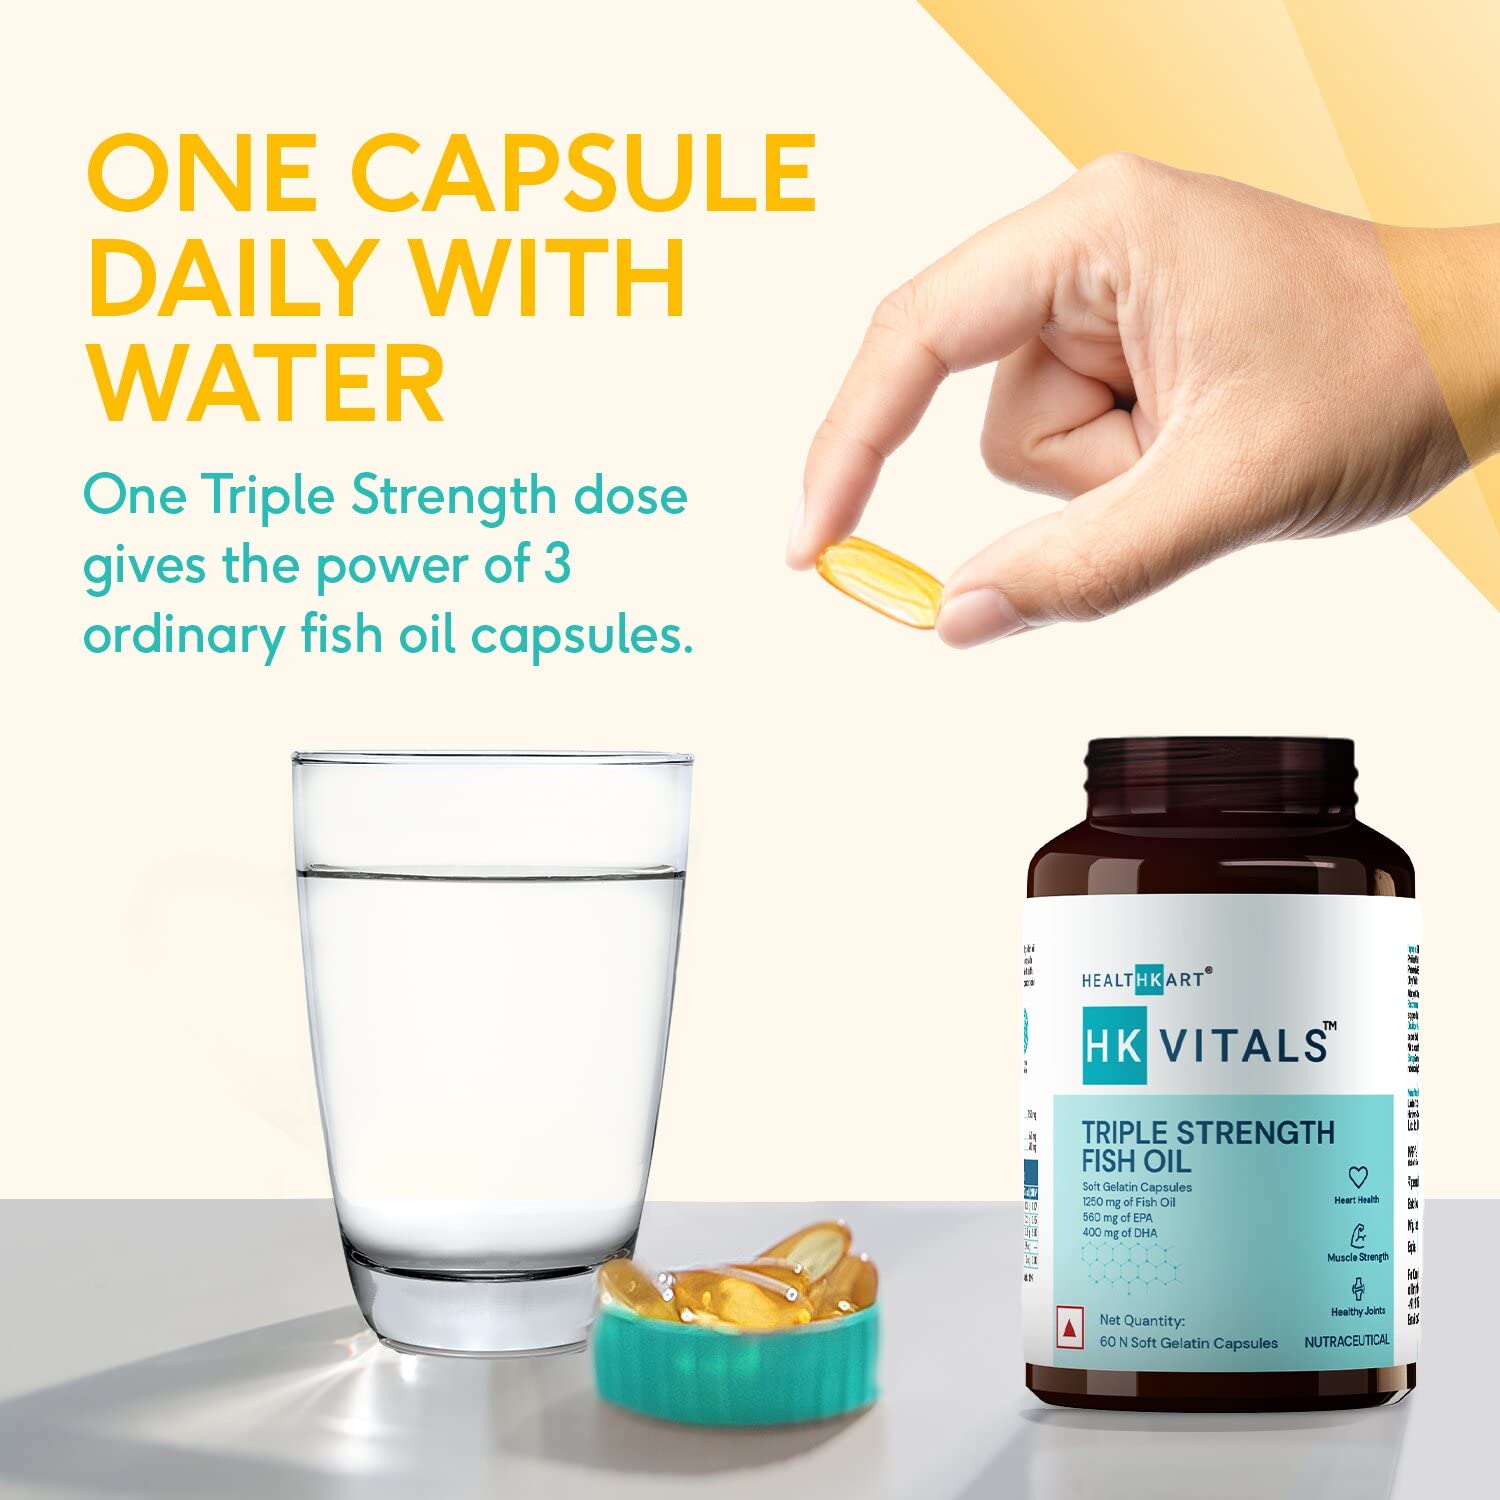 ONE CAPSULE
DAILY WITH
WATER
One Triple Strength dose
gives the power of 3
ordinary fish oil capsules.
HEALTHKART®
HK VITALS™
TRIPLE STRENGTH
FISH OIL
Soft Gelatin Capsules
1250 mg of Fish Oil
560 mg of EPA
400 mg of DHA
Heart Health
Muscle Strength
Healthy Joints
Net Quantity:
60 N Soft Gelatin Capsules
NUTRACEUTICAL